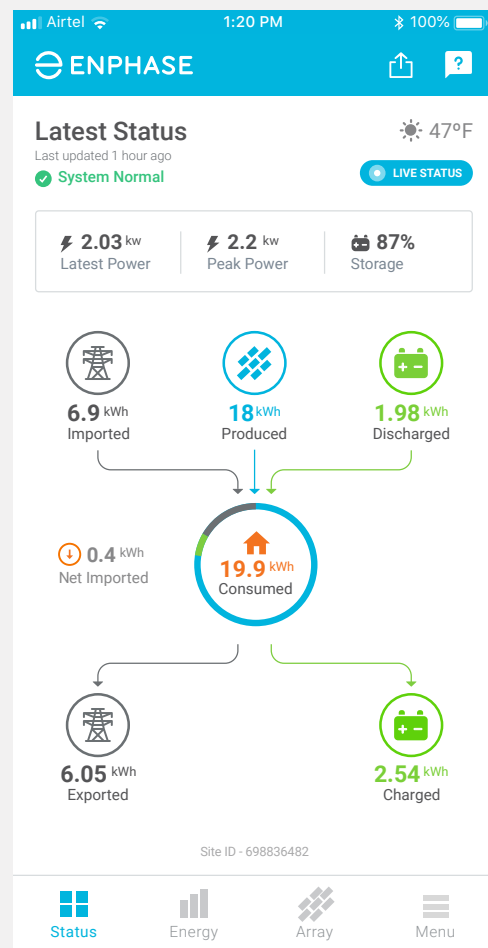 Airtel 1:20 PM 100%
ENPHASE ?
Latest Status 47ºF
Last updated 1 hour ago
System Normal LIVE STATUS
2.03 kw 2.2 kw 87%
Latest Power Peak Power Storage
6.9 kWh 18 kWh 1.98 kWh
Imported Produced Discharged
0.4 kWh
Net Imported
19.9 kWh
Consumed
6.05 kWh 2.54 kWh
Exported Charged
Site ID - 698836482
Status Energy Array Menu